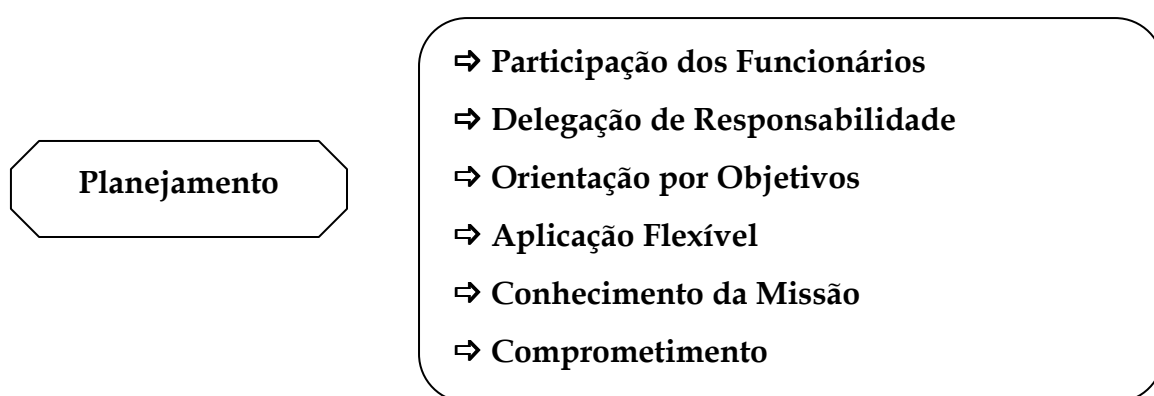 Planejamento
⇨ Participação dos Funcionários
⇨ Delegação de Responsabilidade
⇨ Orientação por Objetivos
⇨ Aplicação Flexível
⇨ Conhecimento da Missão
⇨ Comprometimento